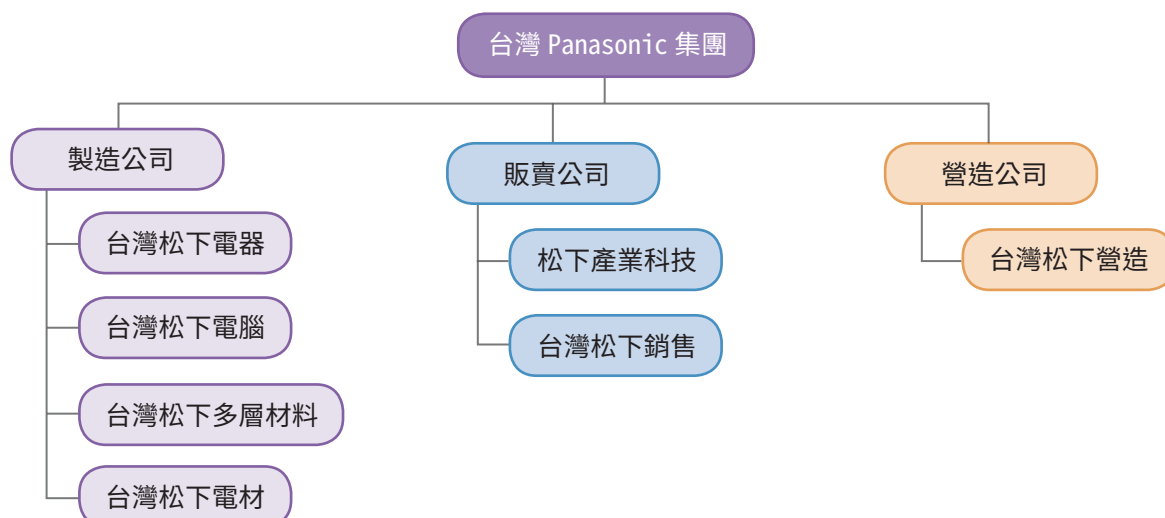 台灣 Panasonic 集團
製造公司
台灣松下電器
台灣松下電腦
台灣松下多層材料
台灣松下電材
販賣公司
松下產業科技
台灣松下銷售
營造公司
台灣松下營造